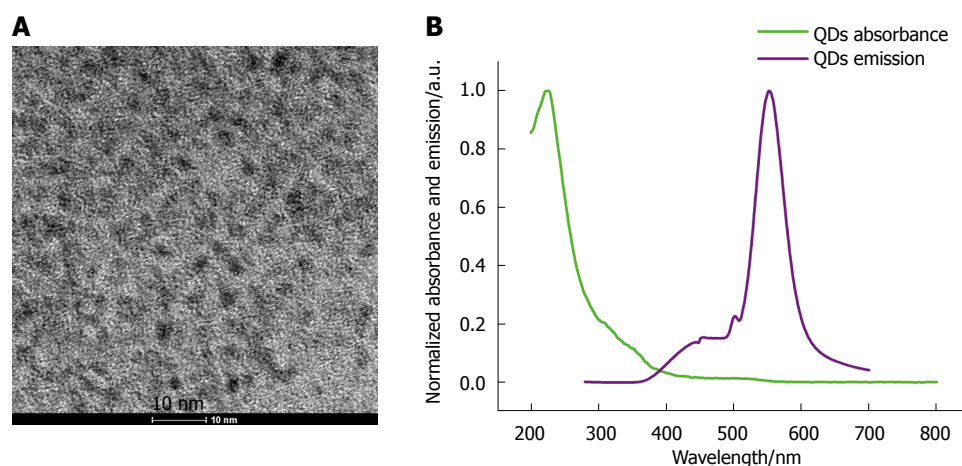 A
10 nm
10 nm
B
QDs absorbance
QDs emission
Normalized absorbance and emission/a.u.
1.0
0.8
0.6
0.4
0.2
0.0
200 300 400 500 600 700 800
Wavelength/nm